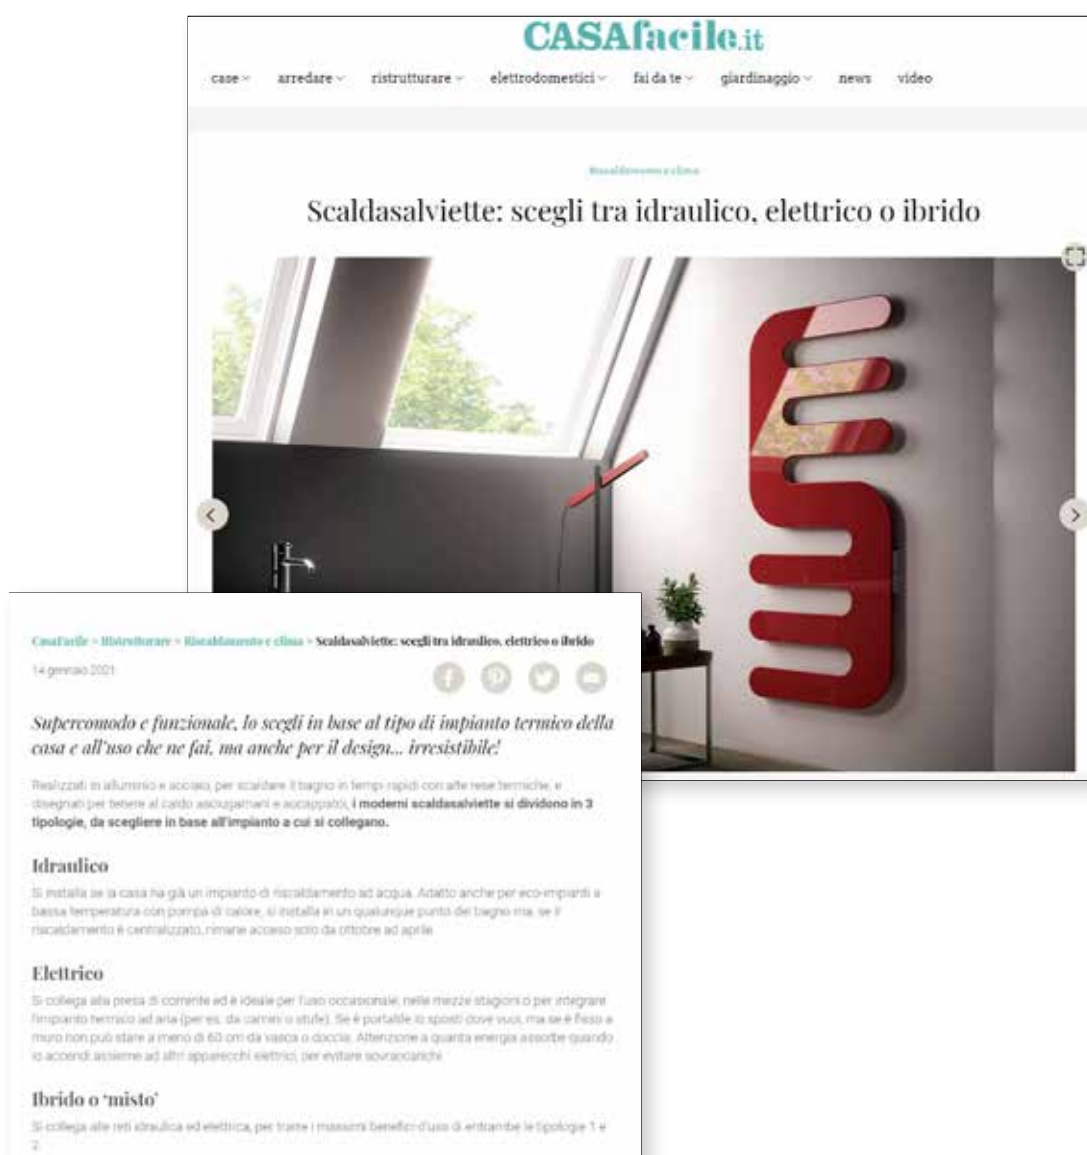 CASAfacile.it
case arredare ristrutturare elettrodomestici fai da te giardinaggio news video
Riscaldamento e clima
Scaldasalviette: scegli tra idraulico, elettrico o ibrido
CasaFacile » Ristrutturare » Riscaldamento e clima » Scaldasalviette: scegli tra idraulico, elettrico o ibrido
14 gennaio 2021
Supercomodo e funzionale, lo scegli in base al tipo di impianto termico della
casa e all'uso che ne fai, ma anche per il design... irresistibile!
Realizzati in alluminio e acciaio, per scaldare il bagno in tempi rapidi con alte rese termiche, e
disegnati per tenere al caldo asciugamani e accappatoi, i moderni scaldasalviette si dividono in 3
tipologie, da scegliere in base all'impianto a cui si collegano.
Idraulico
Si installa se la casa ha già un impianto di riscaldamento ad acqua. Adatto anche per eco-impianti a
bassa temperatura con pompa di calore, si installa in un qualunque punto del bagno ma, se il
riscaldamento è centralizzato, rimane acceso solo da ottobre ad aprile.
Elettrico
Si collega alla presa di corrente ed è ideale per l'uso occasionale, nelle mezze stagioni o per integrare
l'impianto termico ad aria (per es. da camini o stufe). Se è portatile lo sposti dove vuoi, ma se è fisso a
muro non può stare a meno di 60 cm da vasca o doccia. Attenzione a quanta energia assorbe quando
lo accendi assieme ad altri apparecchi elettrici, per evitare sovraccarichi.
Ibrido o 'misto'
Si collega alle reti idraulica ed elettrica, per trarre i massimi benefici d'uso di entrambe le tipologie 1 e
2.